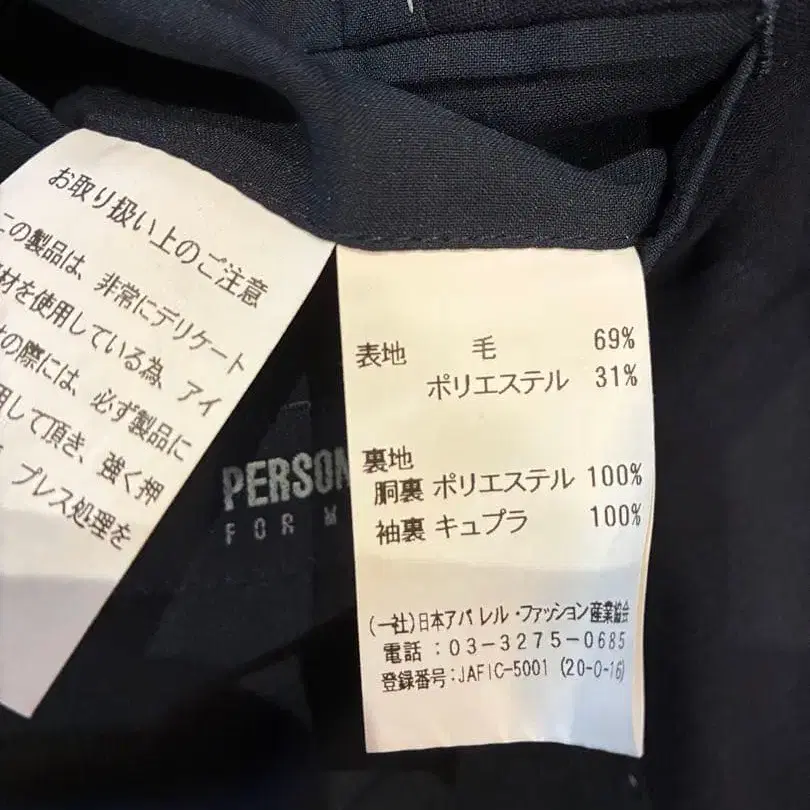 お取り扱い上のご注意
この製品は、非常にデリケート
材を使用している為、アイ
の際には、必ず製品に
用して頂き、強く押
プレス処理を
PERSON
FOR
表地 毛 69%
ポリエステル 31%
裏地
胴裏 ポリエステル 100%
袖裏 キュプラ 100%
(一社)日本アパレル・ファッション産業協会
電話:03-3275-0685
登録番号:JAFIC-5001 (20-0-16)